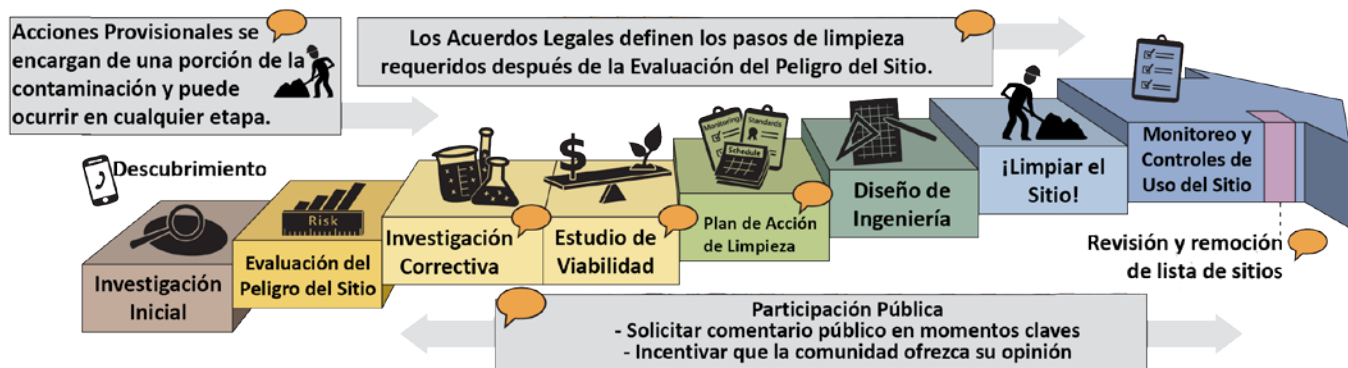 Acciones Provisionales se
encargan de una porción de la
contaminación y puede
ocurrir en cualquier etapa.
Los Acuerdos Legales definen los pasos de limpieza
requeridos después de la Evaluación del Peligro del Sitio.
Descubrimiento
Investigación
Inicial
Risk
Evaluación del
Peligro del Sitio
Investigación
Correctiva
$
Estudio de
Viabilidad
Monitoring
Standards
Schedule
Plan de Acción
de Limpieza
Diseño de
Ingeniería
¡Limpiar el
Sitio!
Monitoreo y
Controles de
Uso del Sitio
Revisión y remoción
de lista de sitios
Participación Pública
- Solicitar comentario público en momentos claves
- Incentivar que la comunidad ofrezca su opinión